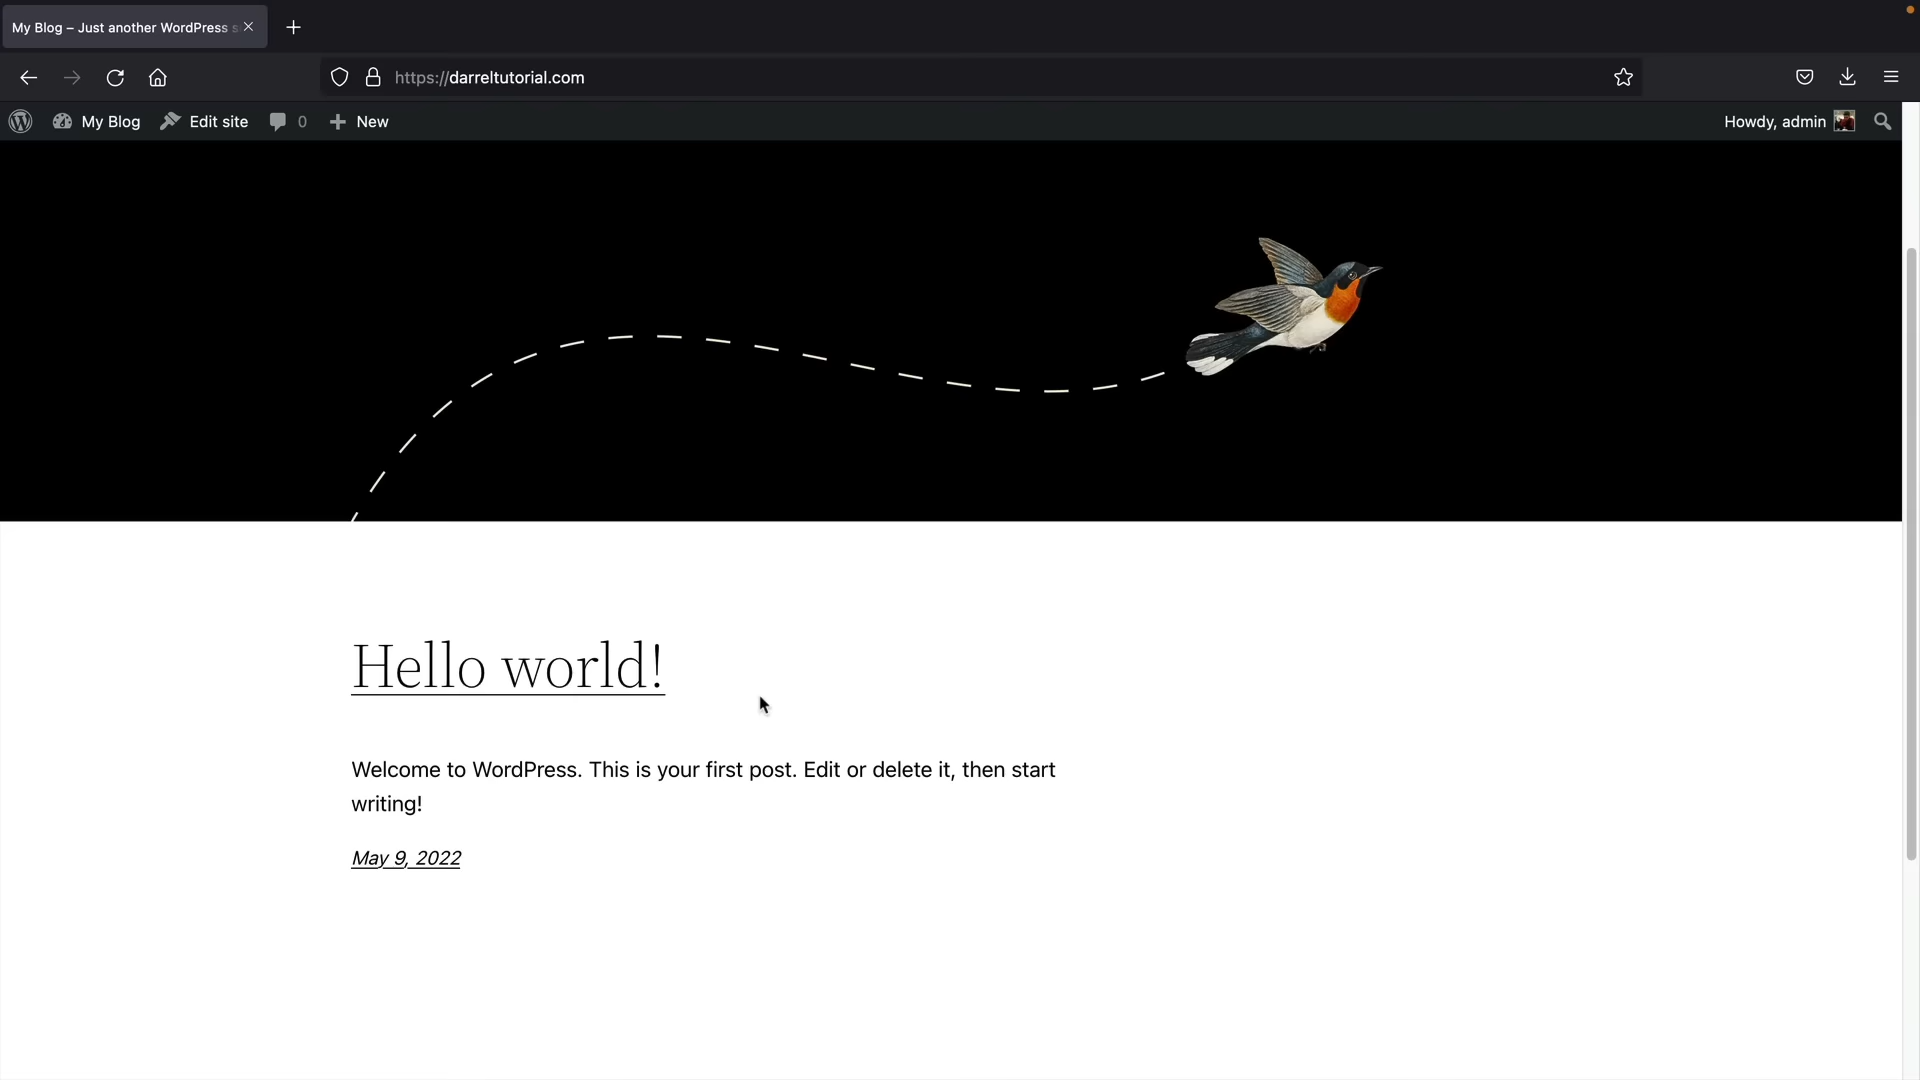 My Blog – Just another WordPress s
https://darreltutorial.com
My Blog
Edit site
0
New
Howdy, admin
Hello world!
Welcome to WordPress. This is your first post. Edit or delete it, then start
writing!
May 9, 2022